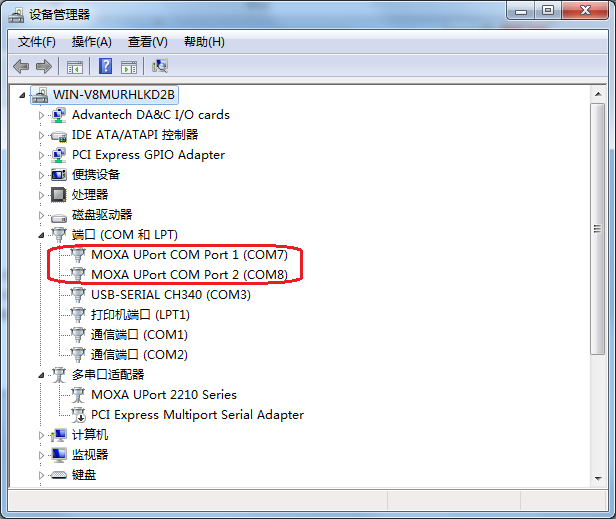 设备管理器
文件(F) 操作(A) 查看(V) 帮助(H)
WIN-V8MURHLKD2B
Advantech DA&C I/O cards
IDE ATA/ATAPI 控制器
PCI Express GPIO Adapter
便携设备
处理器
磁盘驱动器
端口 (COM 和 LPT)
MOXA UPort COM Port 1 (COM7)
MOXA UPort COM Port 2 (COM8)
USB-SERIAL CH340 (COM3)
打印机端口 (LPT1)
通信端口 (COM1)
通信端口 (COM2)
多串口适配器
MOXA UPort 2210 Series
PCI Express Multiport Serial Adapter
计算机
监视器
键盘